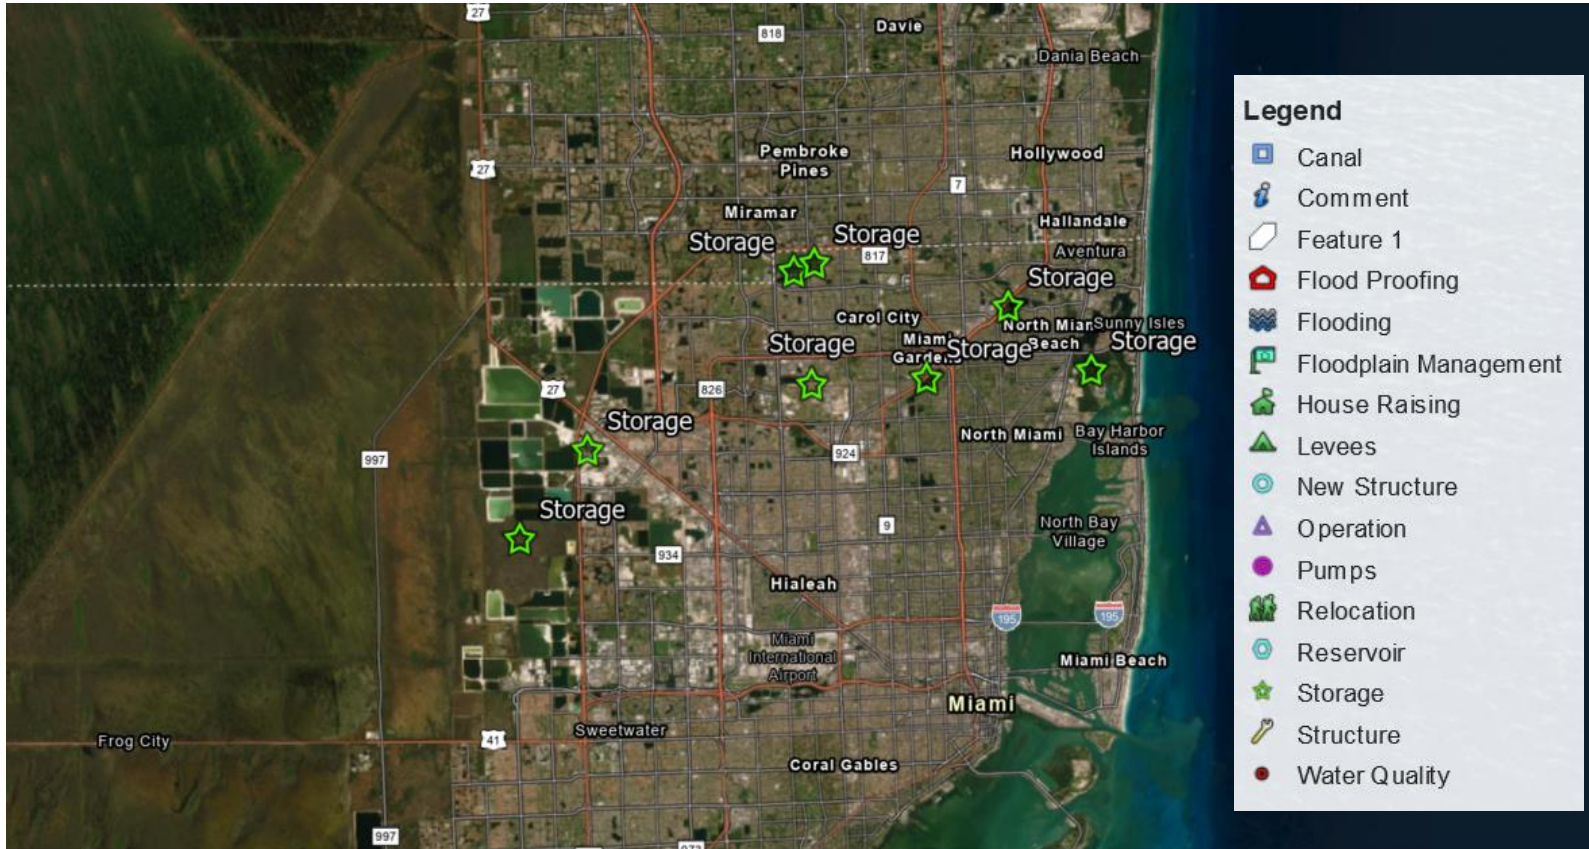 27
818
Davie
Dania Beach
Pembroke
Pines
Hollywood
27
7
Miramar
Hallandale
Storage
Storage
817
Aventura
Storage
Carol City
North Miami
Beach
Sunny Isles
Miami
Gardens
Storage
Storage
Storage
27
826
Storage
North Miami
Bay Harbor
Islands
997
924
Storage
9
North Bay
Village
934
Hialeah
195
195
Miami
International
Airport
Miami Beach
Miami
Sweetwater
Frog City
41
Coral Gables
997
Legend
Canal
Comment
Feature 1
Flood Proofing
Flooding
Floodplain Management
House Raising
Levees
New Structure
Operation
Pumps
Relocation
Reservoir
Storage
Structure
Water Quality